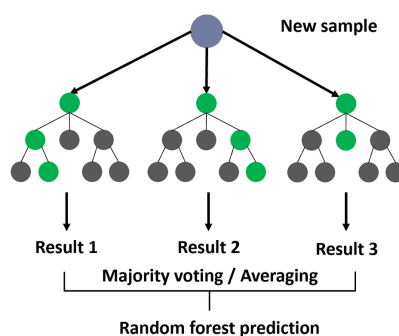 New sample
Result 1
Result 2
Result 3
Majority voting / Averaging
Random forest prediction